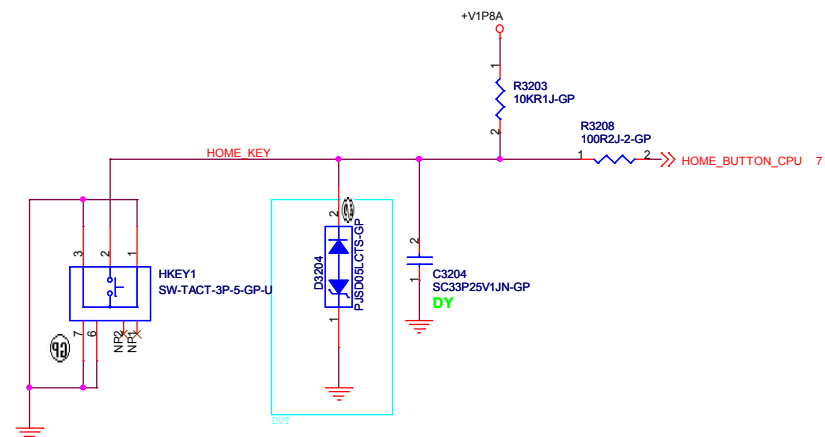 +V1P8A
1
R3203
10KR1J-GP
2
R3208
100R2J-2-GP
HOME_KEY
1
2
HOME_BUTTON_CPU 7
3
2
1
HKEY1
SW-TACT-3P-5-GP-U
7
6
NP2
NP1
GP
2
D3204
PJSD05LCTS-GP
1
2
1
C3204
SC33P25V1JN-GP
DY
DVT